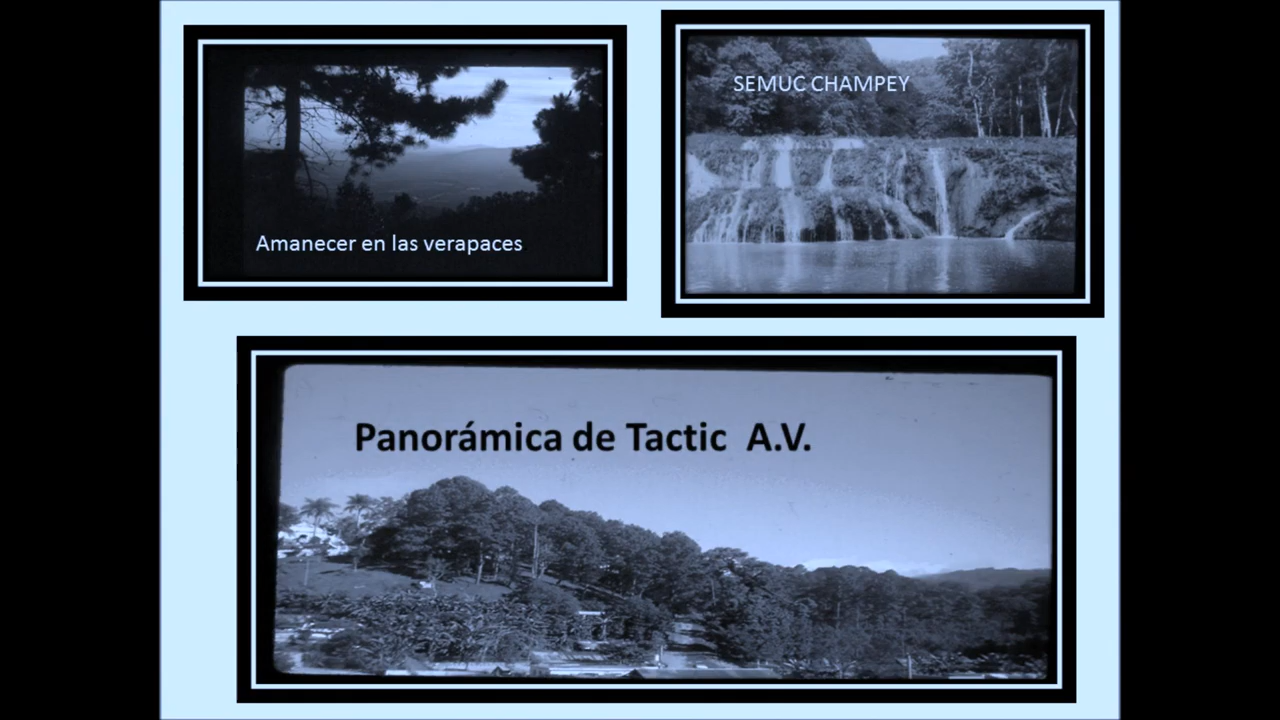 Amanecer en las verapaces
SEMUC CHAMPEY
Panorámica de Tactic A.V.